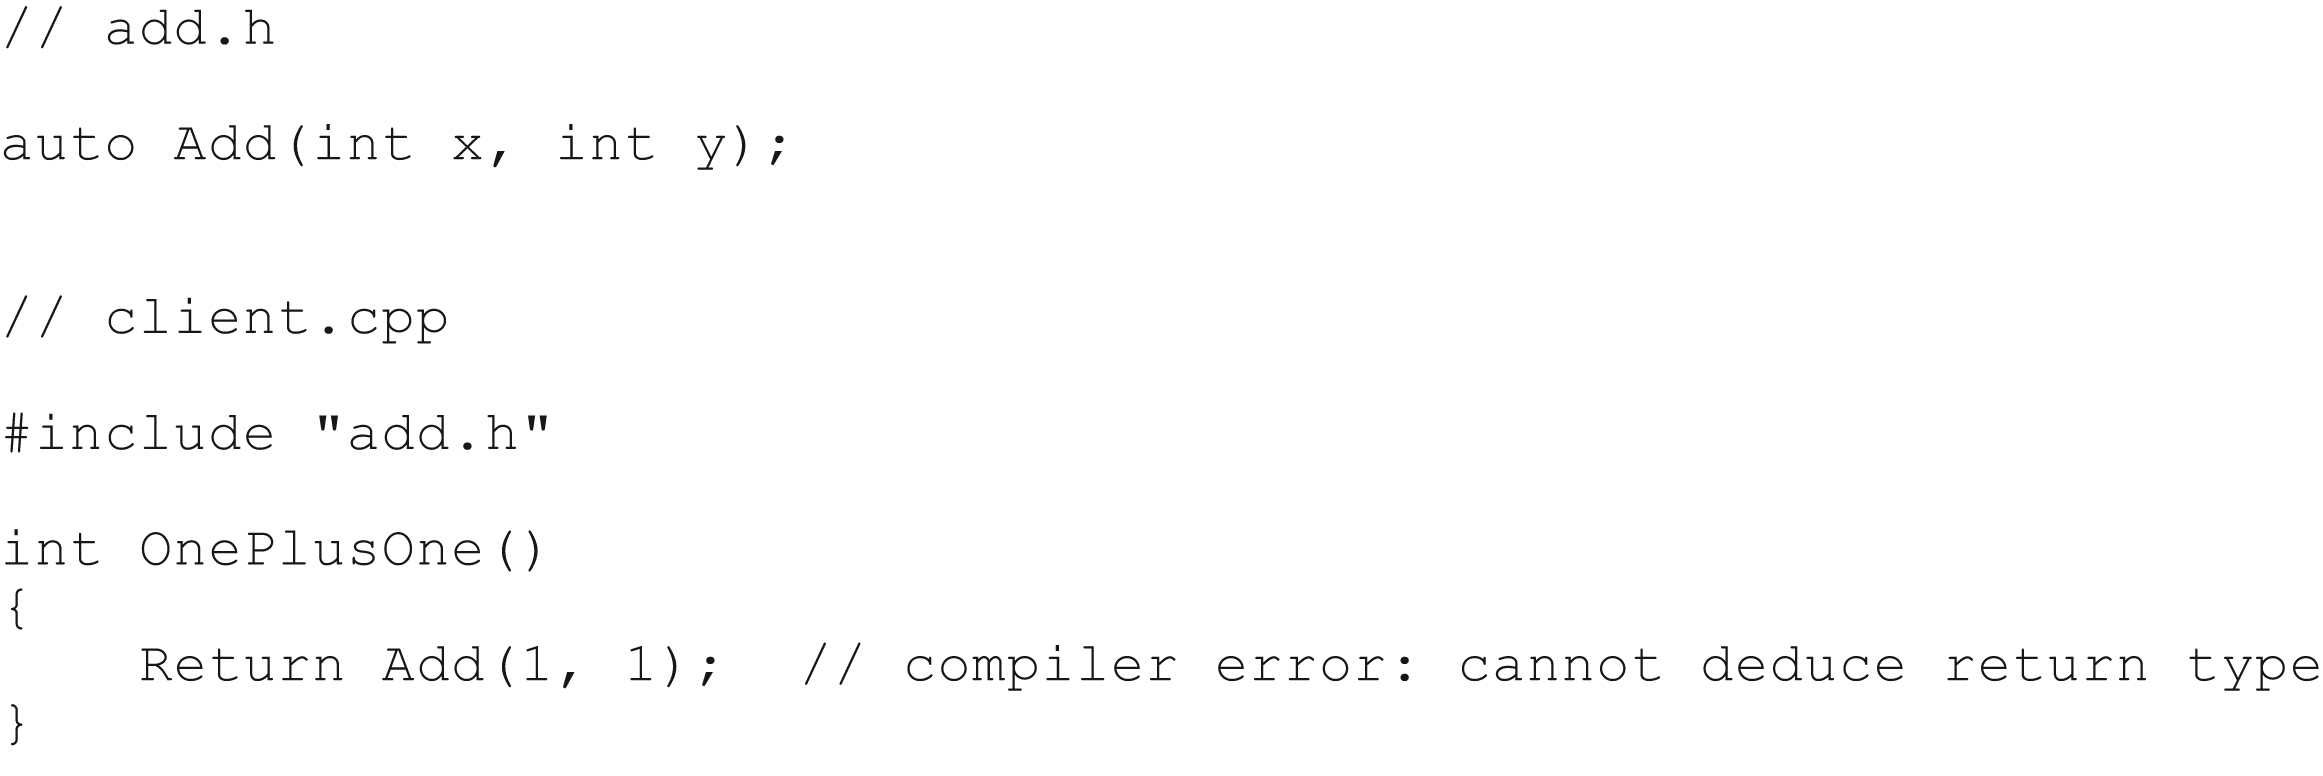 // add.h
auto Add(int x, int y);
// client.cpp
#include "add.h"
int OnePlusOne()
{
    Return Add(1, 1);  // compiler error: cannot deduce return type
}